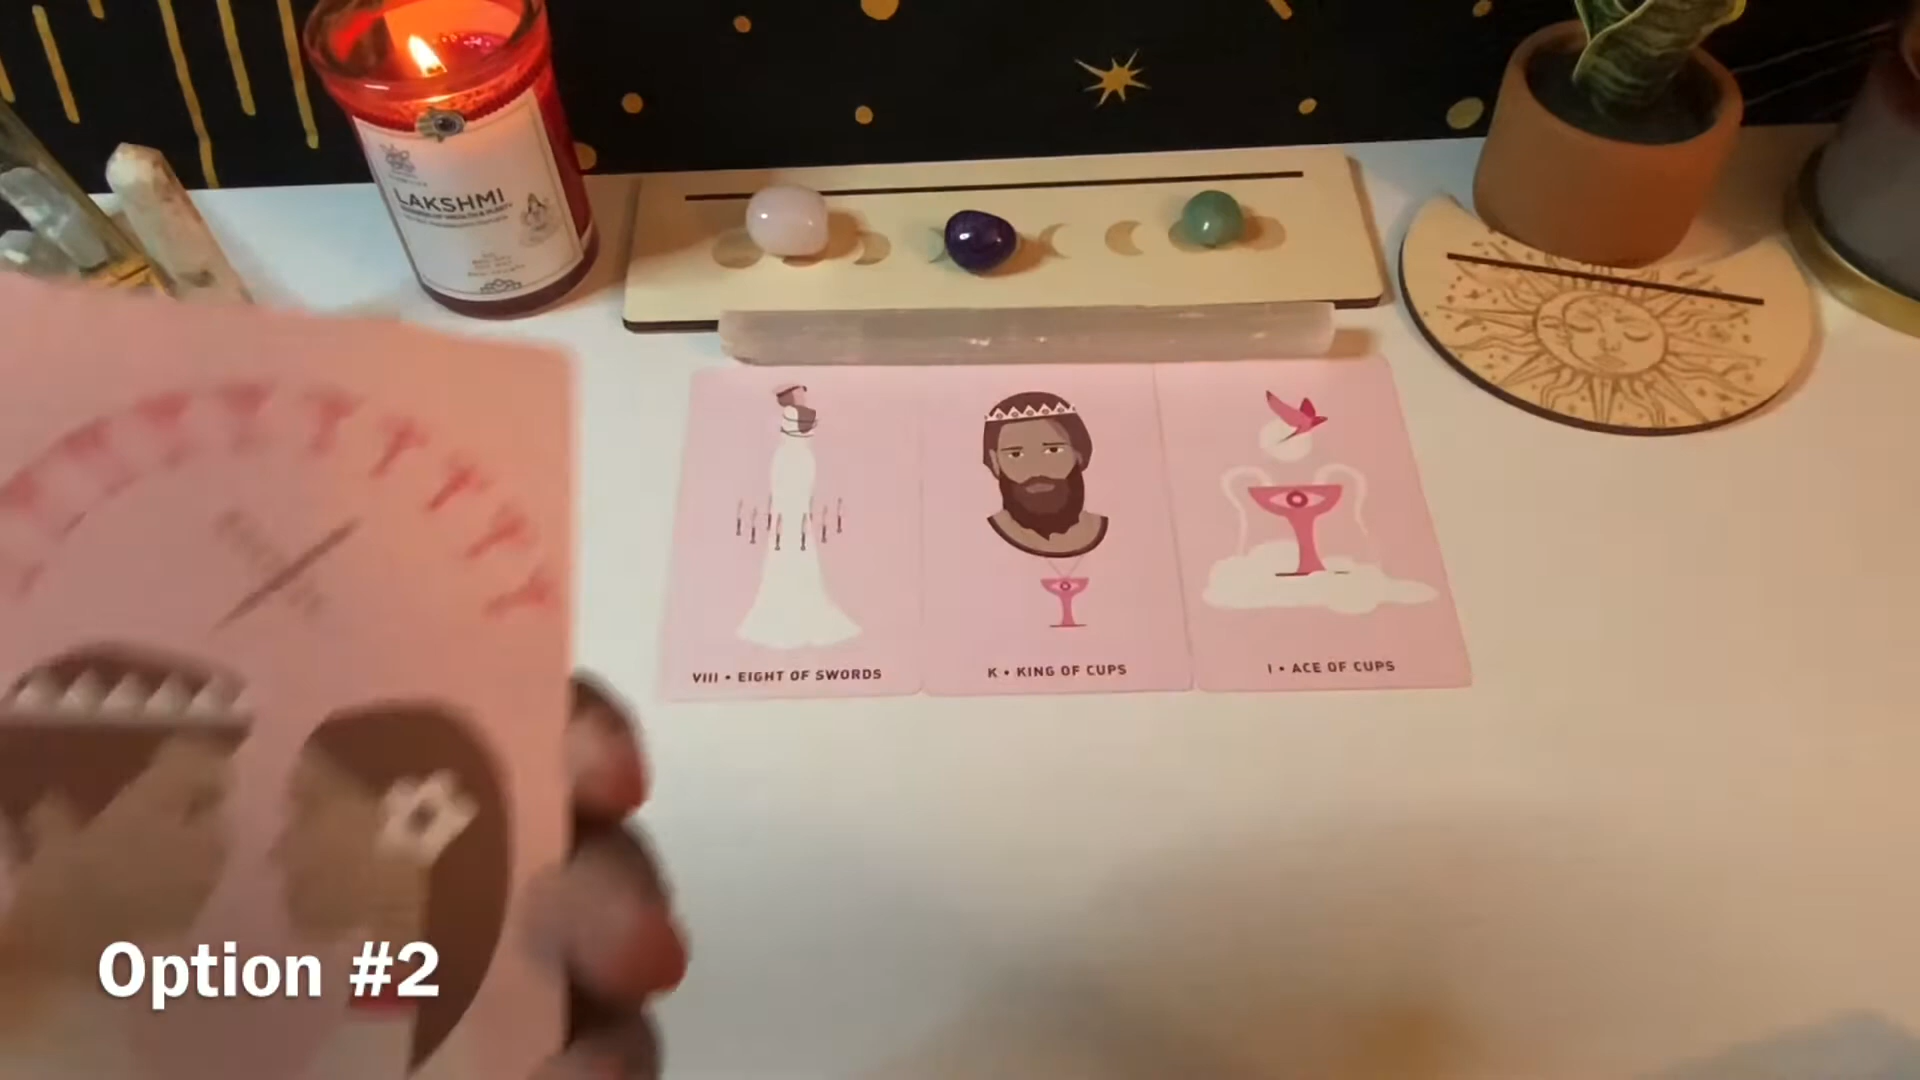 LAKSHMI
VIII • EIGHT OF SWORDS
K • KING OF CUPS
I • ACE OF CUPS
Option #2